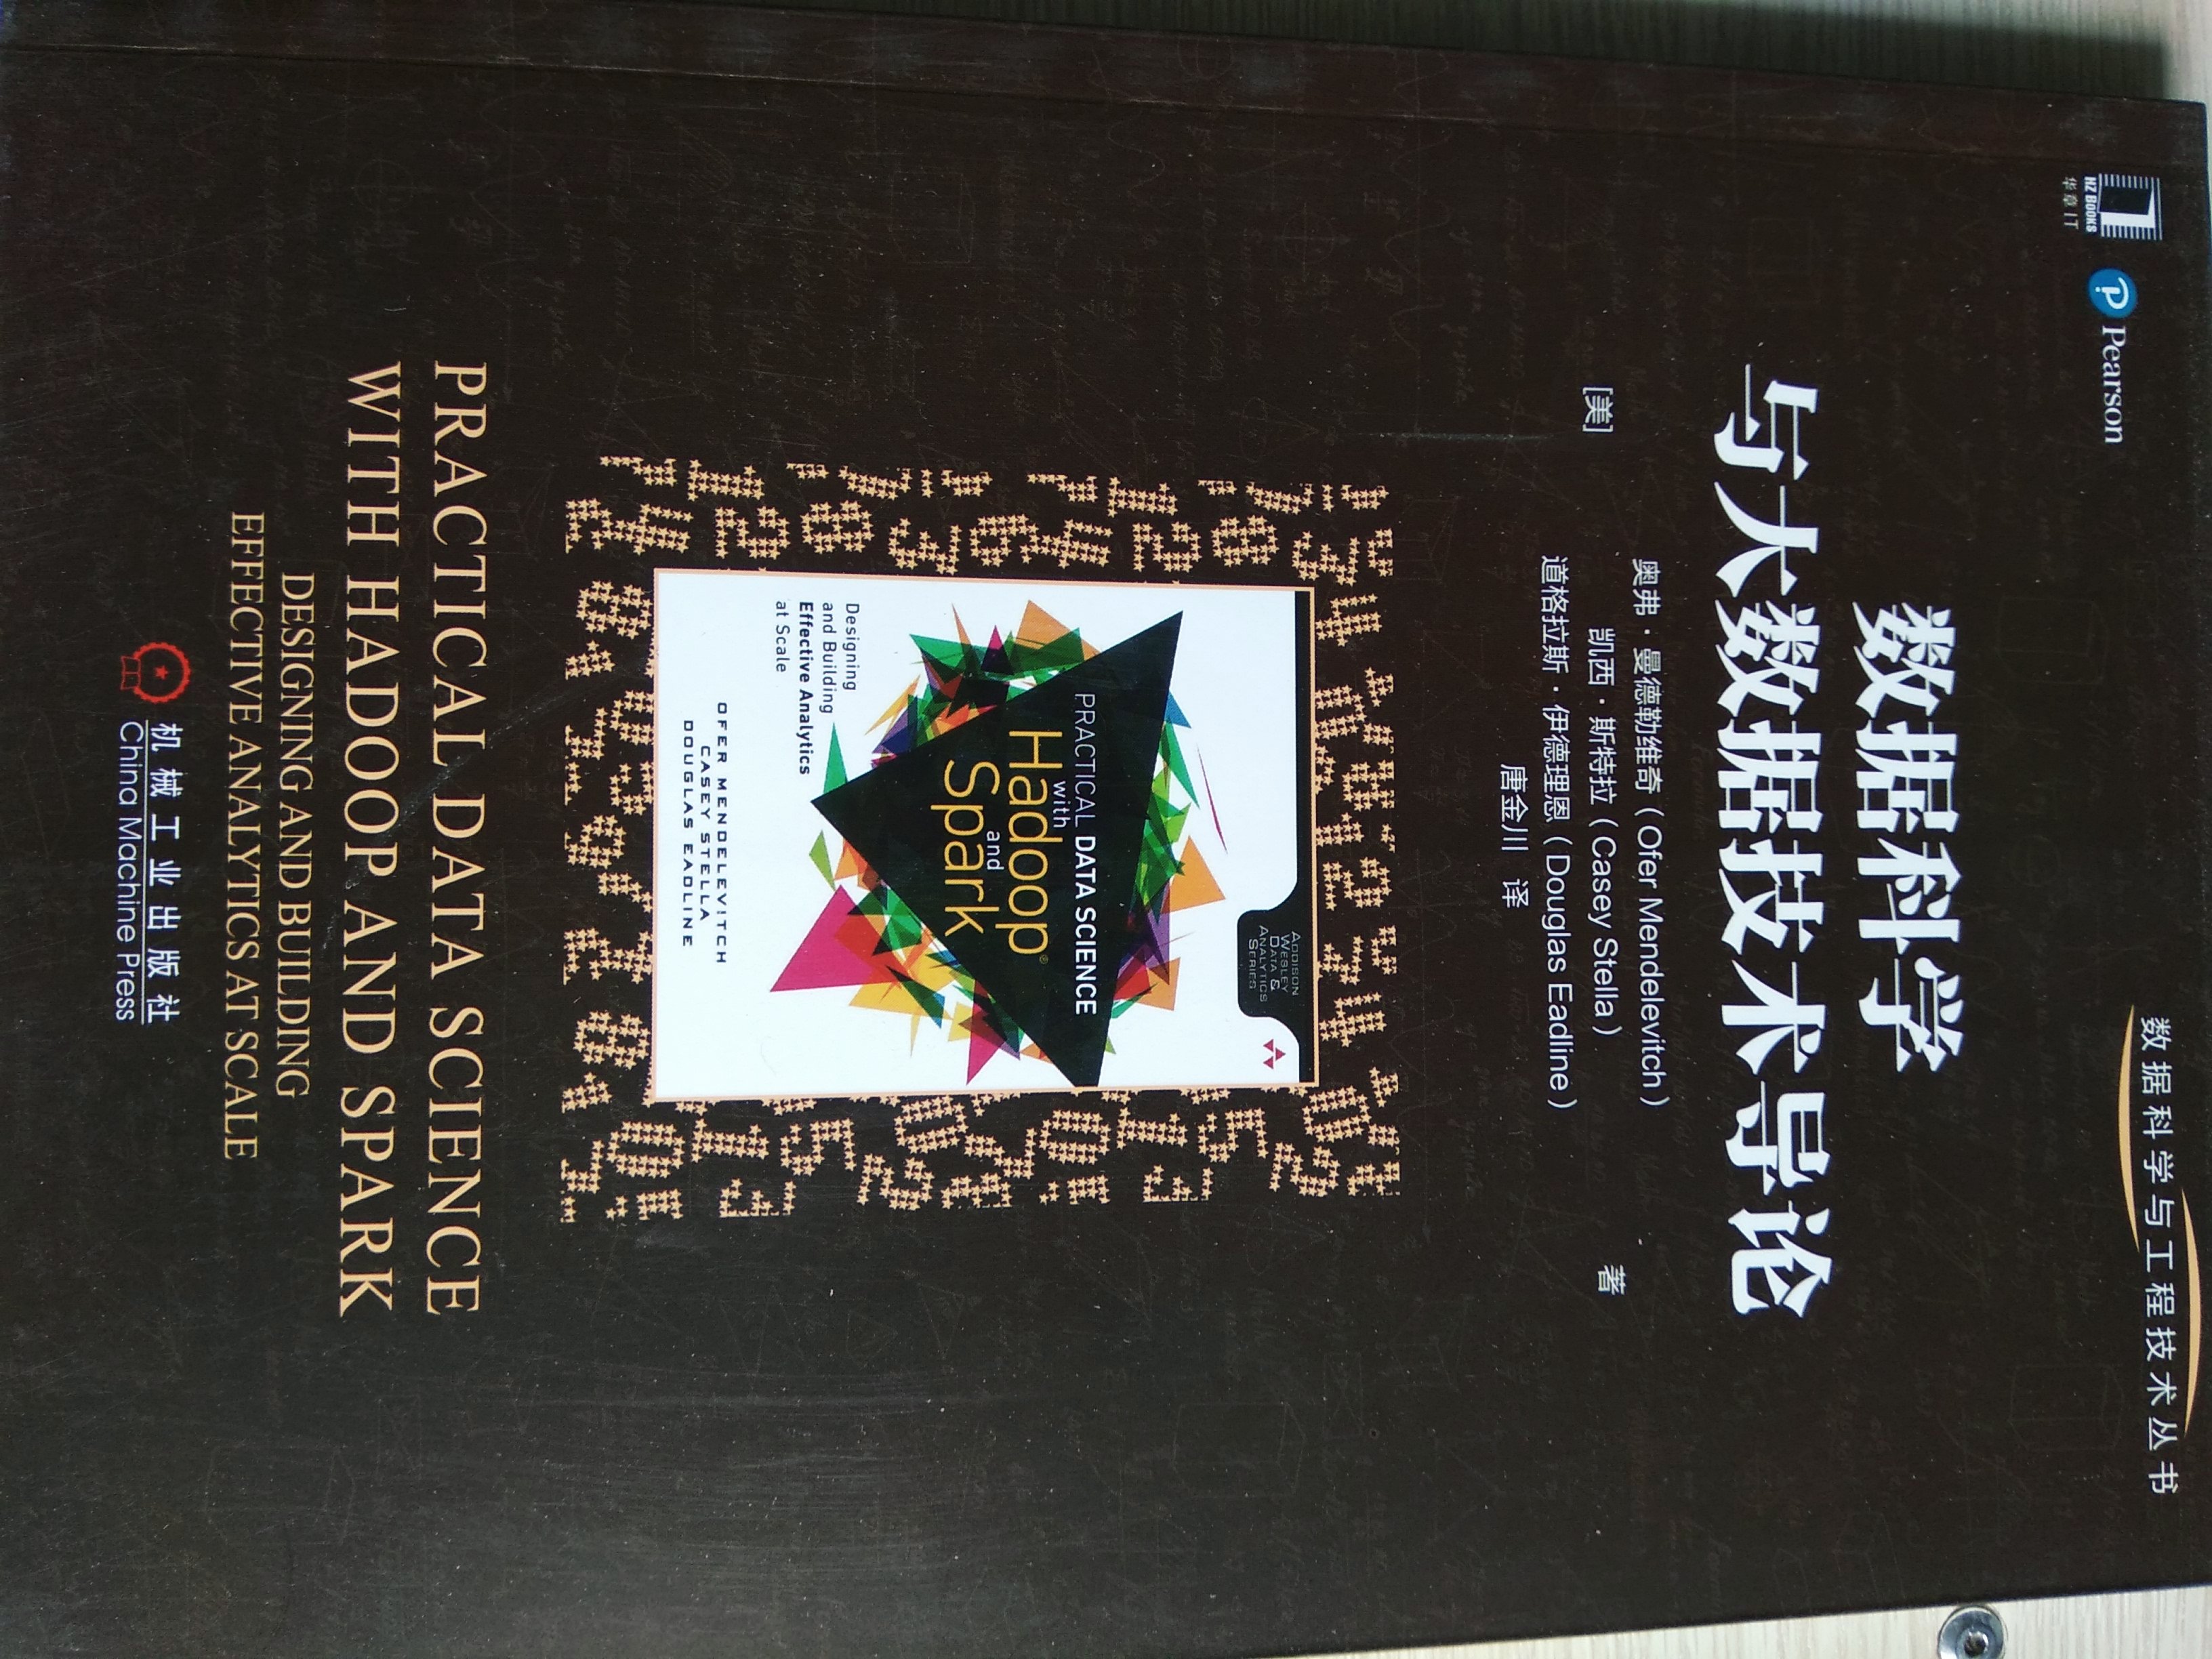 HZ BOOKS
华章IT
Pearson
数据科学与工程技术丛书
数据科学
与大数据技术导论
奥弗·曼德勒维奇（Ofer Mendelevitch）
[美] 凯西·斯特拉（Casey Stella） 著
道格拉斯·伊德理恩（Douglas Eadline）
唐金川 译
ADDISON
WESLEY
DATA &
ANALYTICS
SERIES
PRACTICAL DATA SCIENCE
with
Hadoop®
and
Spark
Designing
and Building
Effective Analytics
at Scale
OFER MENDELEVITCH
CASEY STELLA
DOUGLAS EADLINE
PRACTICAL DATA SCIENCE
WITH HADOOP AND SPARK
DESIGNING AND BUILDING
EFFECTIVE ANALYTICS AT SCALE
机械工业出版社
China Machine Press